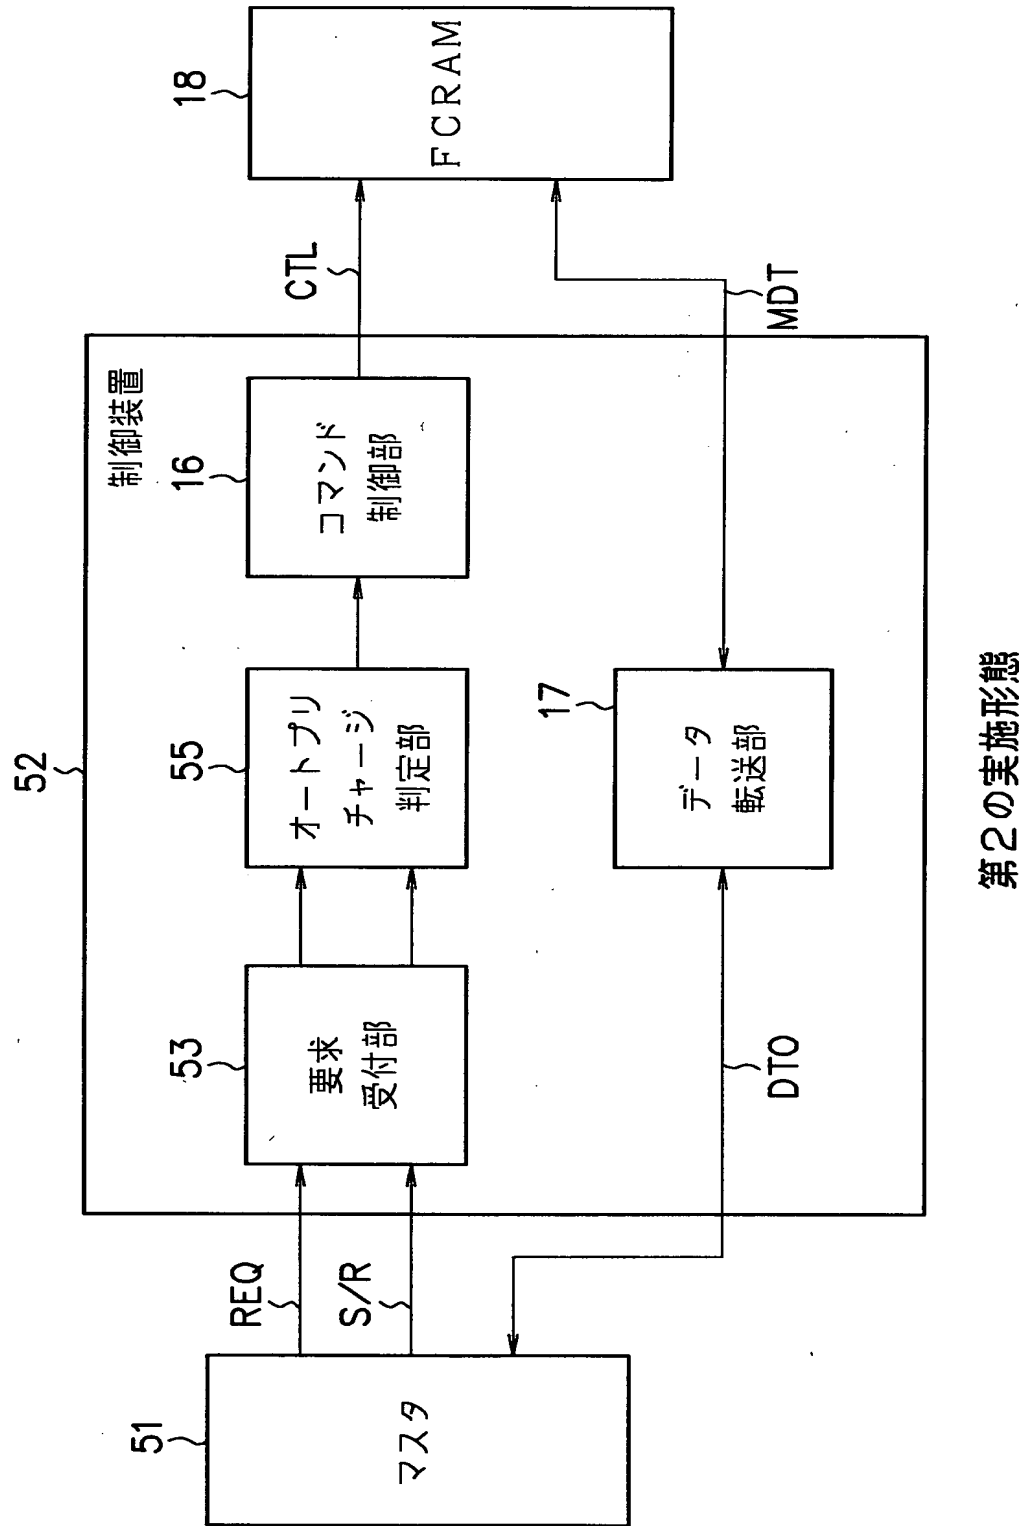 51
マスタ
REQ
S/R
52
制御装置
53
要求
受付部
55
オートプリ
チャージ
判定部
16
コマンド
制御部
17
データ
転送部
DTO
CTL
MDT
18
FCRAM
第2の実施形態